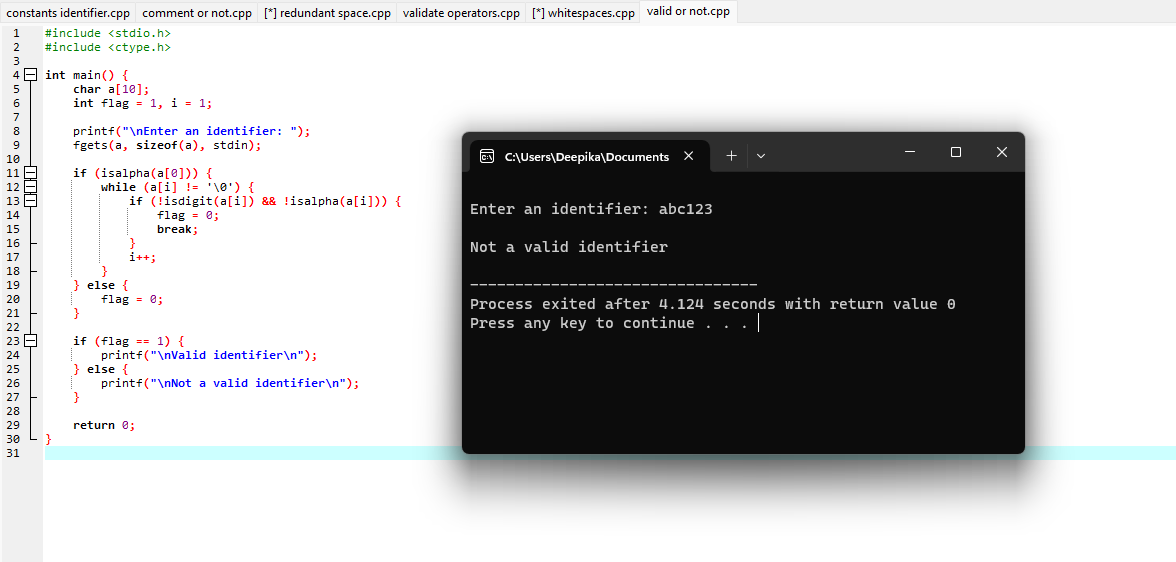 constants identifier.cpp comment or not.cpp [*] redundant space.cpp validate operators.cpp [*] whitespaces.cpp valid or not.cpp
1 #include <stdio.h>
2 #include <ctype.h>
3
4 int main() {
5 char a[10];
6 int flag = 1, i = 1;
7
8 printf("\nEnter an identifier: ");
9 fgets(a, sizeof(a), stdin);
10
11 if (isalpha(a[0])) {
12 while (a[i] != '\0') {
13 if (!isdigit(a[i]) && !isalpha(a[i])) {
14 flag = 0;
15 break;
16 }
17 i++;
18 }
19 } else {
20 flag = 0;
21 }
22
23 if (flag == 1) {
24 printf("\nValid identifier\n");
25 } else {
26 printf("\nNot a valid identifier\n");
27 }
28
29 return 0;
30 }
31
C:\Users\Deepika\Documents
Enter an identifier: abc123
Not a valid identifier
--------------------------------
Process exited after 4.124 seconds with return value 0
Press any key to continue . . .